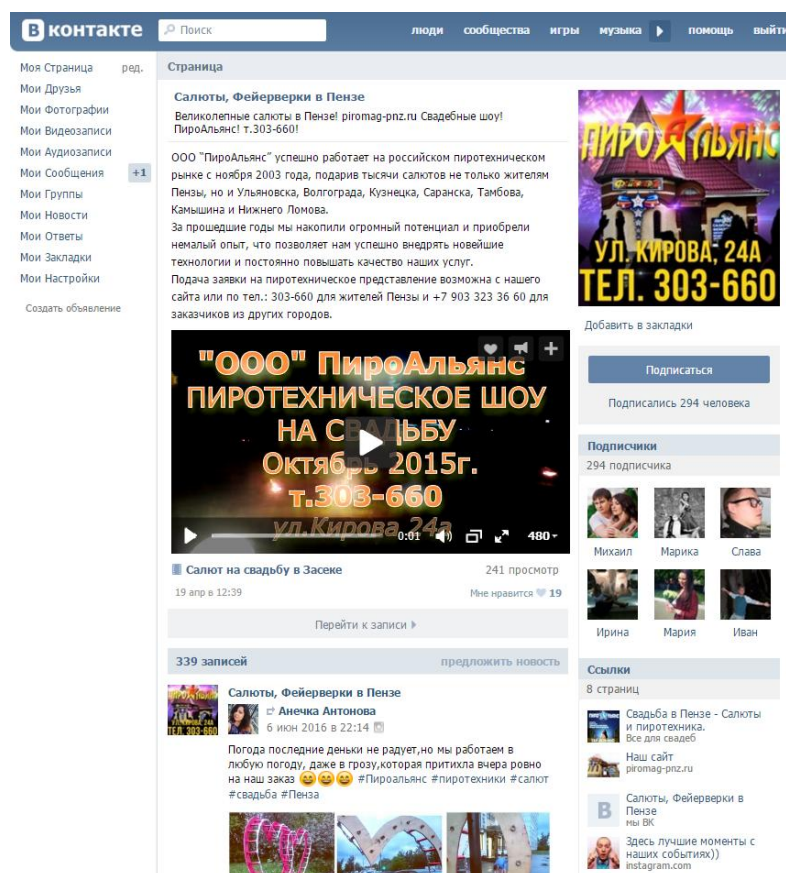 В контакте
Поиск
люди сообщества игры музыка помощь выйти
Моя Страница ред.
Мои Друзья
Мои Фотографии
Мои Видеозаписи
Мои Аудиозаписи
Мои Сообщения +1
Мои Группы
Мои Новости
Мои Ответы
Мои Закладки
Мои Настройки
Создать объявление
Страница
Салюты, Фейерверки в Пензе
Великолепные салюты в Пензе! piromag-pnz.ru Свадебные шоу!
ПироАльянс! т.303-660!
ООО "ПироАльянс" успешно работает на российском пиротехническом
рынке с ноября 2003 года, подарив тысячи салютов не только жителям
Пензы, но и Ульяновска, Волгограда, Кузнецка, Саранска, Тамбова,
Камышина и Нижнего Ломова.
За прошедшие годы мы накопили огромный потенциал и приобрели
немалый опыт, что позволяет нам успешно внедрять новейшие
технологии и постоянно повышать качество наших услуг.
Подача заявки на пиротехническое представление возможна с нашего
сайта или по тел.: 303-660 для жителей Пензы и +7 903 323 36 60 для
заказчиков из других городов.
"ООО" ПироАльянс
ПИРОТЕХНИЧЕСКОЕ ШОУ
НА СВАДЬБУ
Октябрь 2015г.
т.303-660
ул.Кирова 24а
0:01 480
Салют на свадьбу в Засеке 241 просмотр
19 апр в 12:39 Мне нравится 19
Перейти к записи
339 записей предложить новость
Салюты, Фейерверки в Пензе
Анечка Антонова
6 июн 2016 в 22:14
Погода последние деньки не радует,но мы работаем в
любую погоду, даже в грозу,которая притихла вчера ровно
на наш заказ 😄😄😄 #Пироальянс #пиротехники #салют
#свадьба #Пенза
ПИРОАЛЬЯНС
УЛ. КИРОВА, 24А
ТЕЛ. 303-660
Добавить в закладки
Подписаться
Подписались 294 человека
Подписчики
294 подписчика
Михаил Марика Слава
Ирина Мария Иван
Ссылки
8 страниц
Свадьба в Пензе - Салюты
и пиротехника.
Все для свадеб
Наш сайт
piromag-pnz.ru
В
Салюты, Фейерверки в
Пензе
мы ВК
Здесь лучшие моменты с
наших событиях))
instagram.com